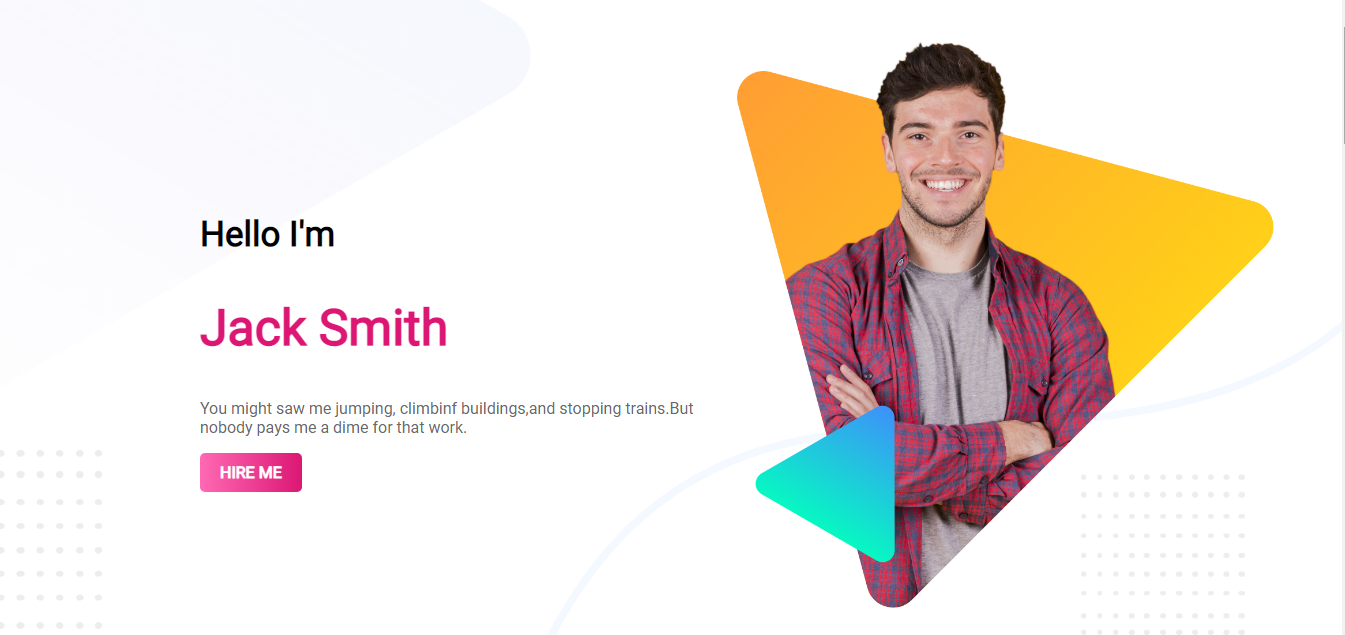 Hello I'm
Jack Smith
You might saw me jumping, climbinf buildings,and stopping trains.But
nobody pays me a dime for that work.
HIRE ME